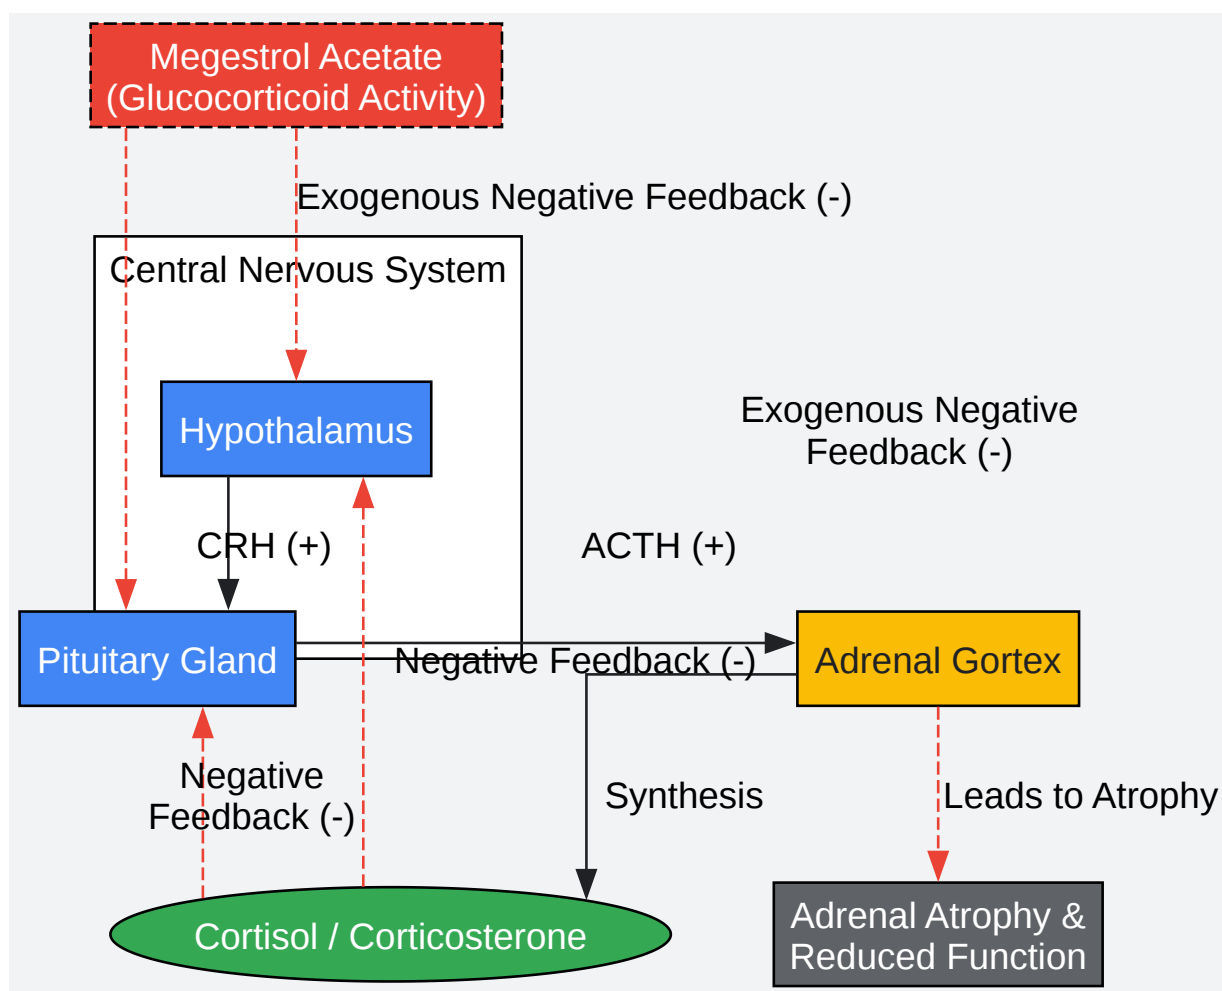 Megestrol Acetate
(Glucocorticoid Activity)
Exogenous Negative Feedback (-)
Central Nervous System
Hypothalamus
Exogenous Negative
Feedback (-)
CRH (+)
ACTH (+)
Pituitary Gland
Negative Feedback (-)
Adrenal Gortex
Negative
Feedback (-)
Synthesis
Leads to Atrophy
Cortisol / Corticosterone
Adrenal Atrophy &
Reduced Function